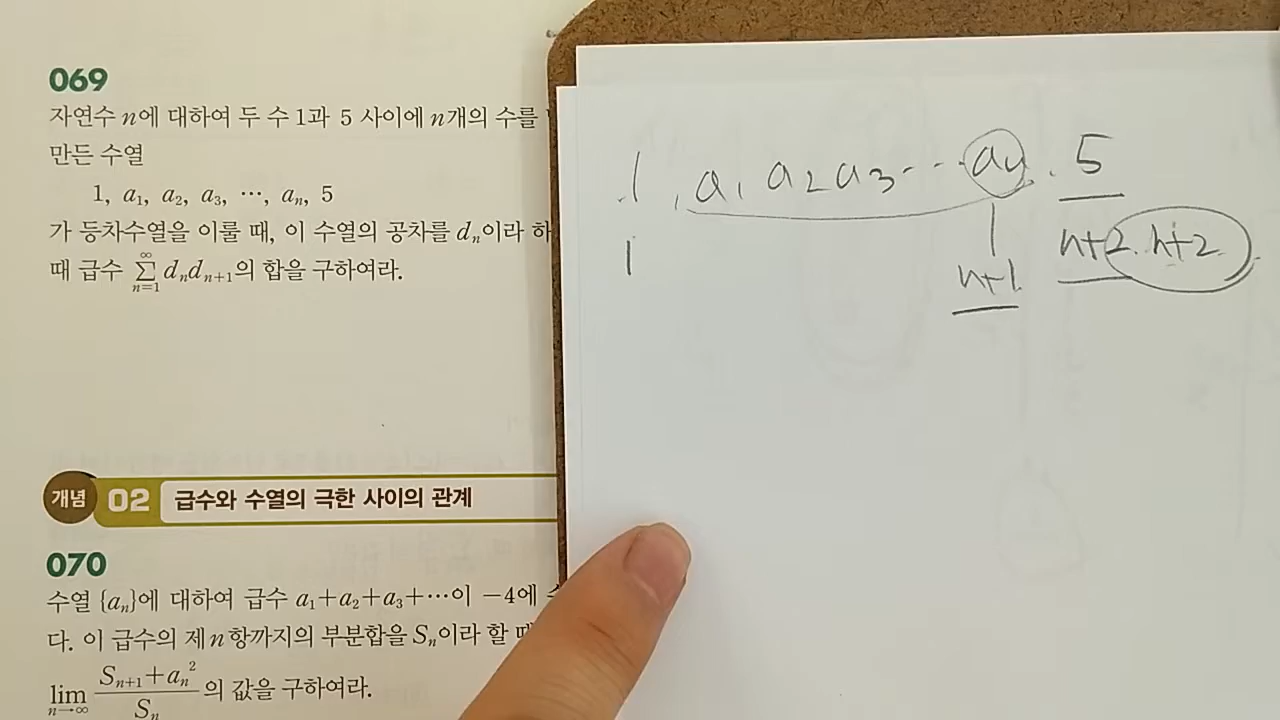 069
자연수 n에 대하여 두 수 1과 5 사이에 n개의 수를
만든 수열
1, a₁, a₂, a₃, ⋯, aₙ, 5
가 등차수열을 이룰 때, 이 수열의 공차를 dₙ이라 하
때 급수 ∑_{n=1}^{∞} dₙdₙ₊₁의 합을 구하여라.
개념 02 급수와 수열의 극한 사이의 관계
070
수열 {aₙ}에 대하여 급수 a₁+a₂+a₃+⋯이 −4에
다. 이 급수의 제n항까지의 부분합을 Sₙ이라 할 때
lim_{n→∞} (Sₙ₊₁+aₙ²)/Sₙ의 값을 구하여라.
1, a₁ a₂ a₃ ⋯ aₙ. 5
1 n+1 n+2. n+2